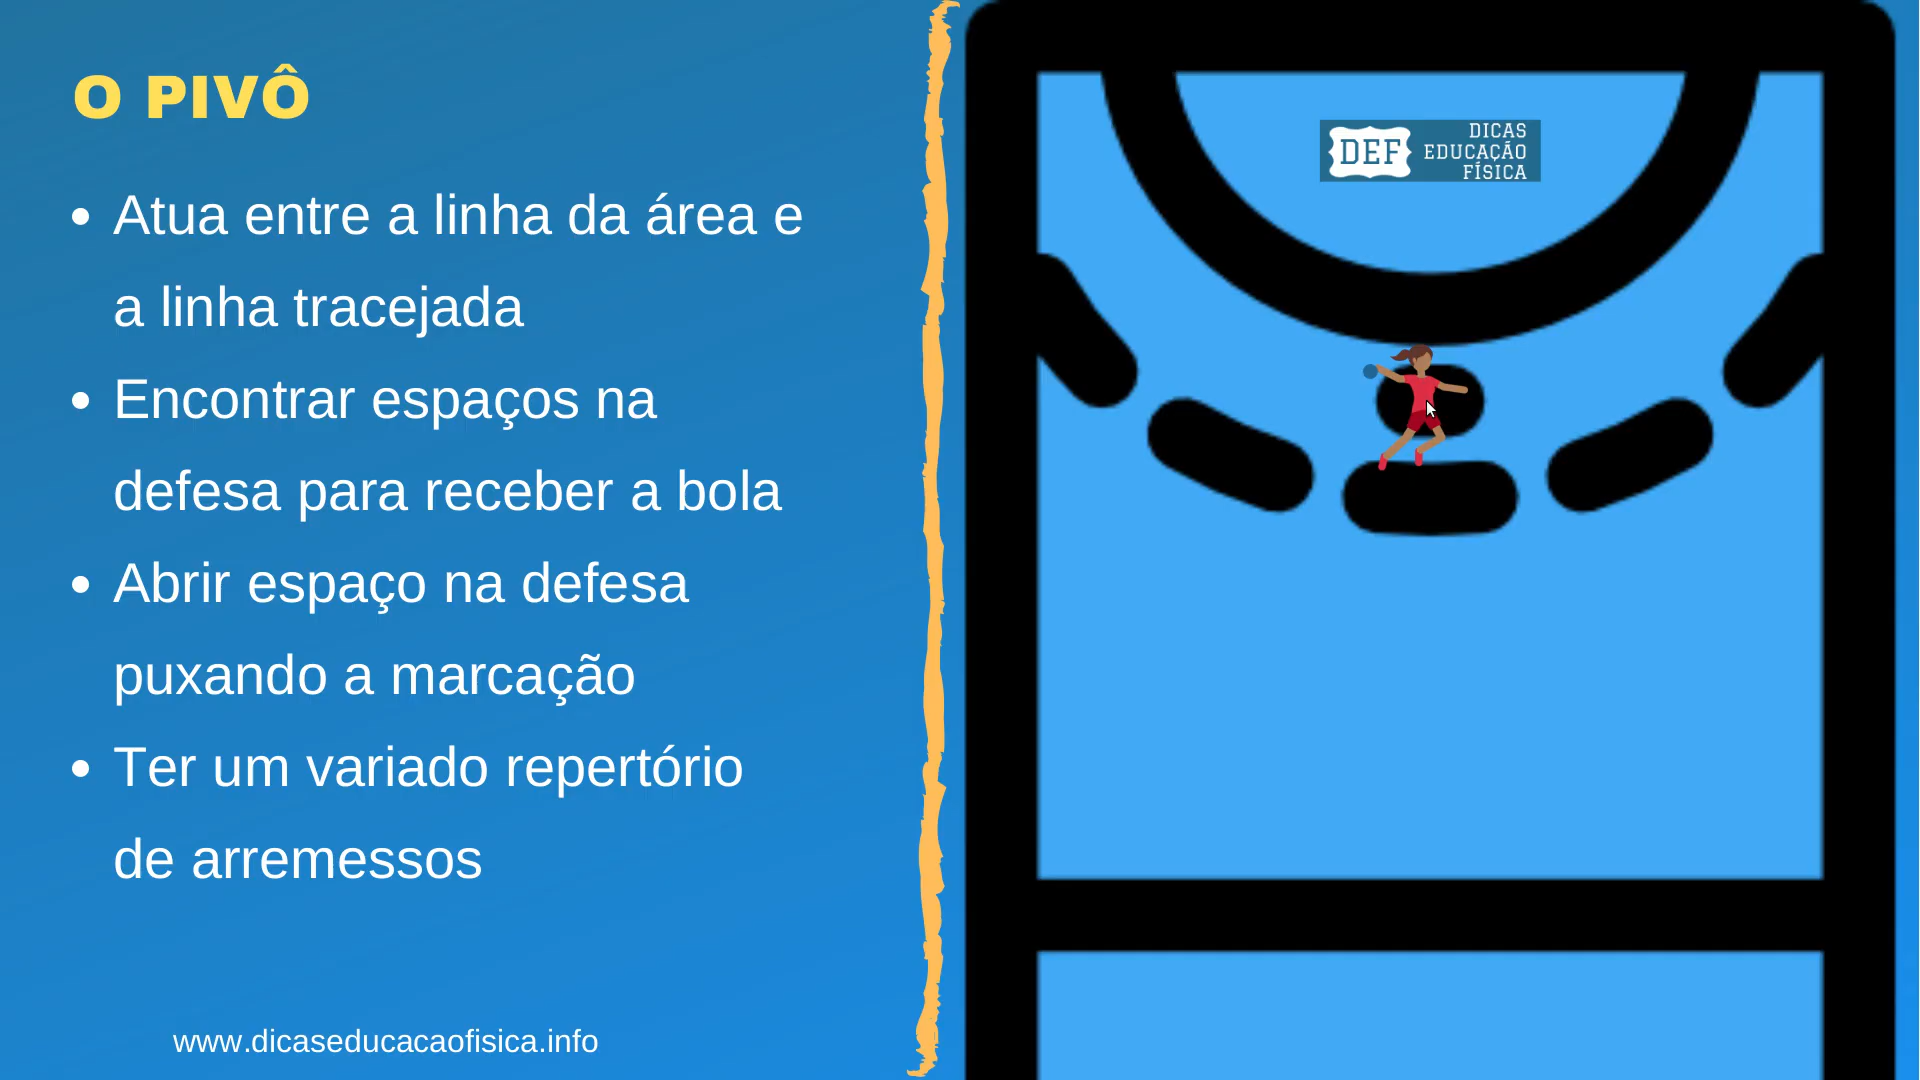 O PIVÔ
• Atua entre a linha da área e
a linha tracejada
• Encontrar espaços na
defesa para receber a bola
• Abrir espaço na defesa
puxando a marcação
• Ter um variado repertório
de arremessos
www.dicaseducacaofisica.info
DEF
DICAS
EDUCAÇÃO
FÍSICA